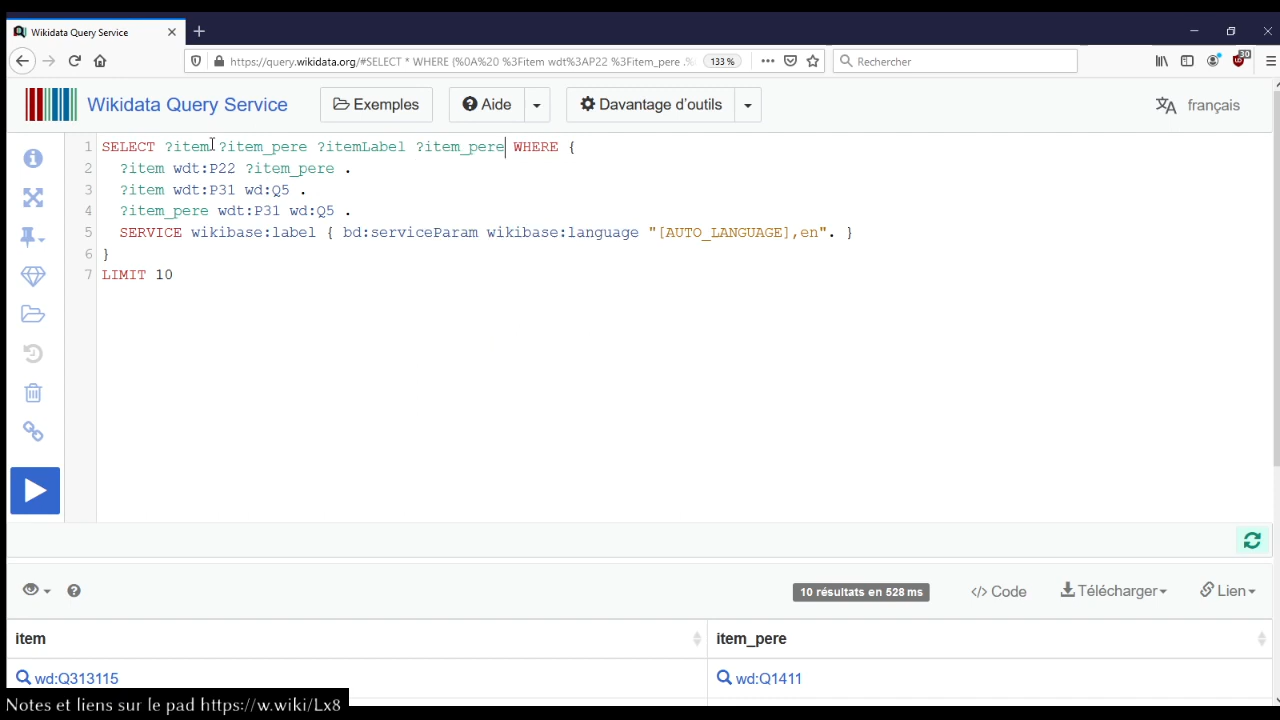 Wikidata Query Service
https://query.wikidata.org/#SELECT * WHERE {%0A%20 %3Fitem wdt%3AP22 %3Fitem_pere .%
133 %
Rechercher
30
Wikidata Query Service
Exemples
Aide
Davantage d'outils
français
1 SELECT ?item ?item_pere ?itemLabel ?item_pere WHERE {
2 ?item wdt:P22 ?item_pere .
3 ?item wdt:P31 wd:Q5 .
4 ?item_pere wdt:P31 wd:Q5 .
5 SERVICE wikibase:label { bd:serviceParam wikibase:language "[AUTO_LANGUAGE],en". }
6 }
7 LIMIT 10
10 résultats en 528 ms
</> Code
Télécharger
Lien
item
item_pere
wd:Q313115
wd:Q1411
Notes et liens sur le pad https://w.wiki/Lx8